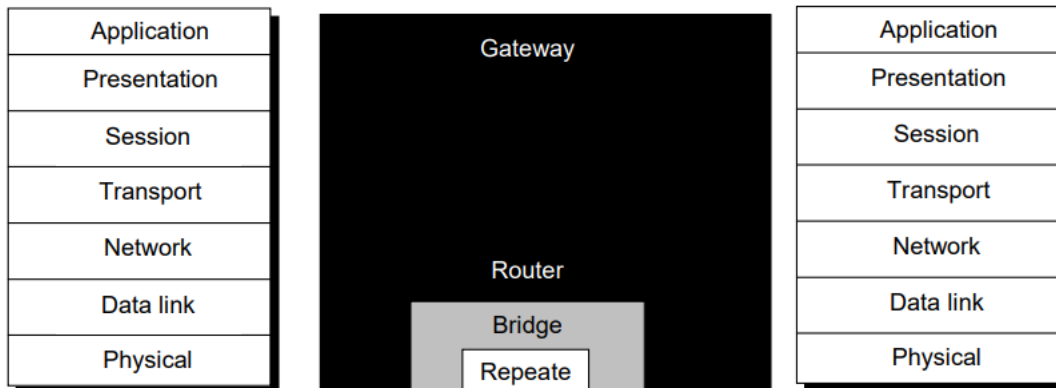 Application
Presentation
Session
Transport
Network
Data link
Physical
Gateway
Router
Bridge
Repeate
Application
Presentation
Session
Transport
Network
Data link
Physical